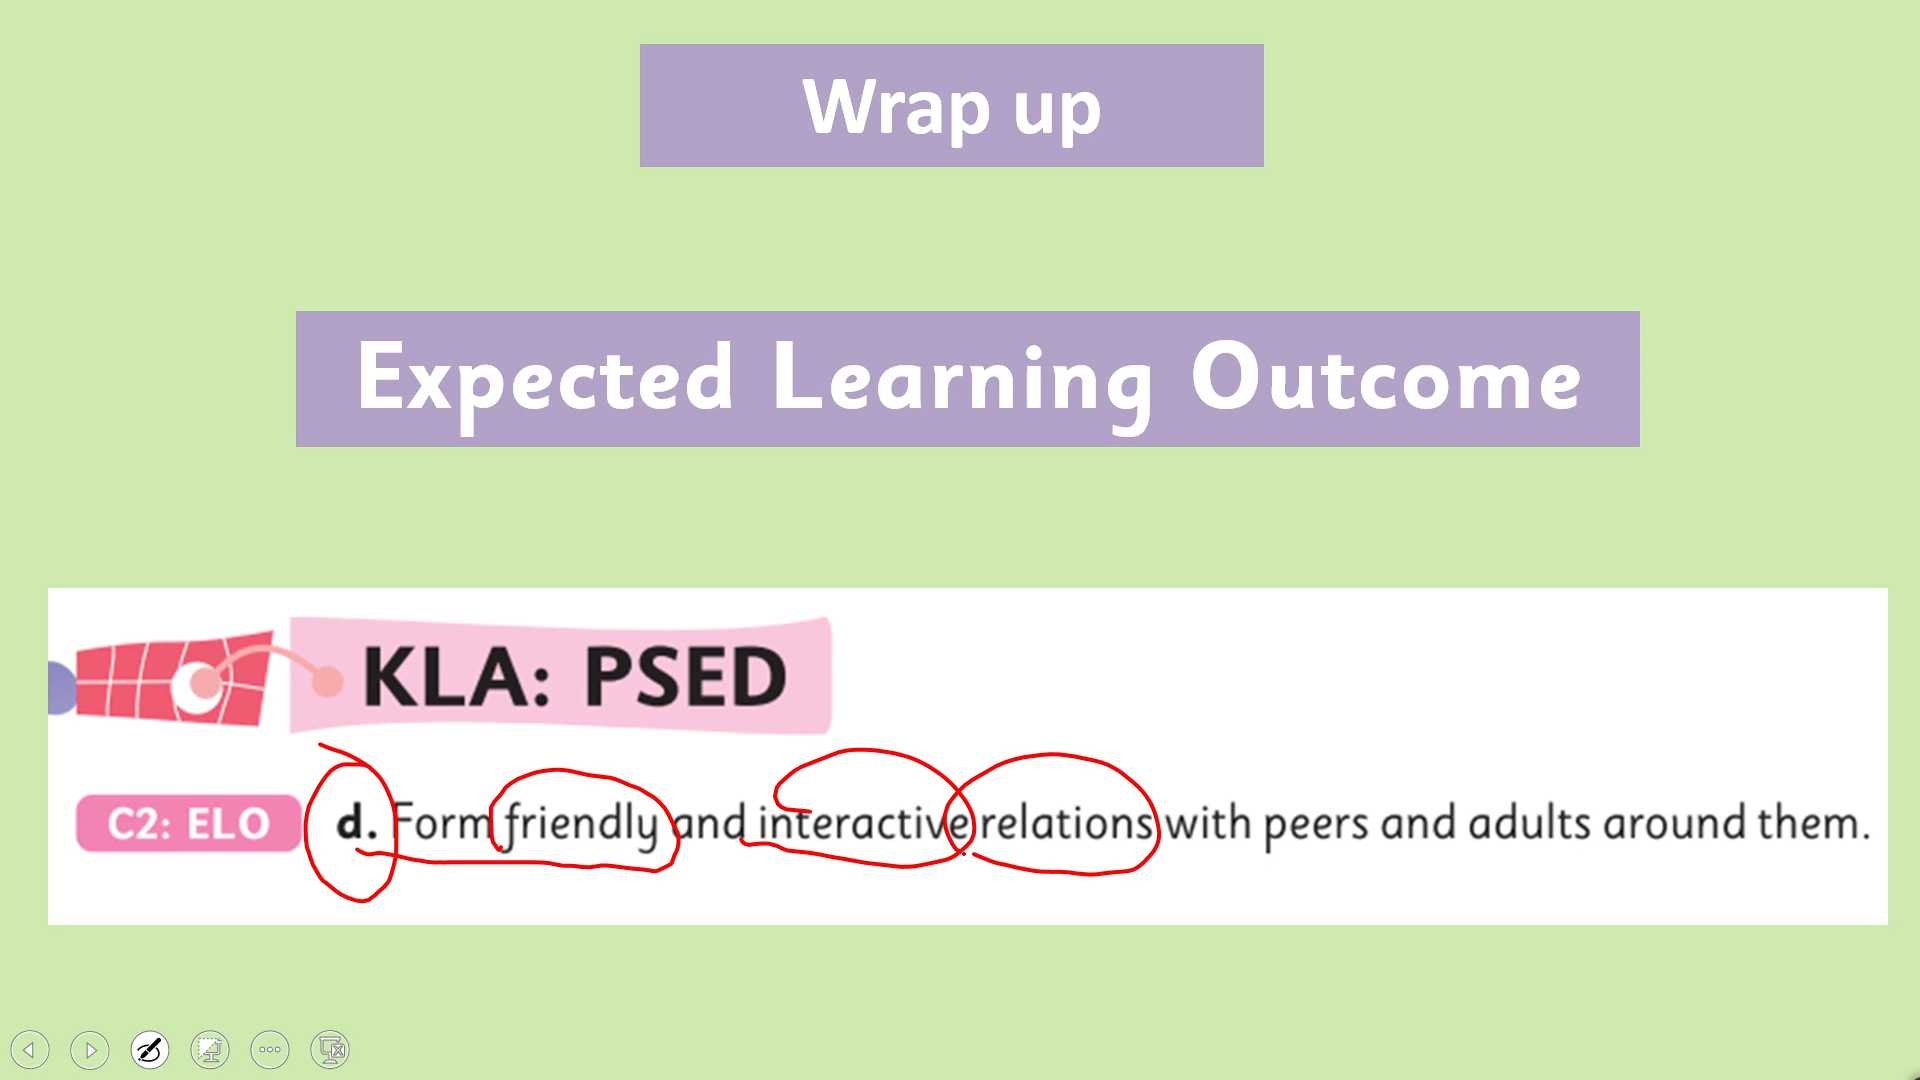 Wrap up
Expected Learning Outcome
KLA: PSED
C2: ELO d. Form friendly and interactive relations with peers and adults around them.